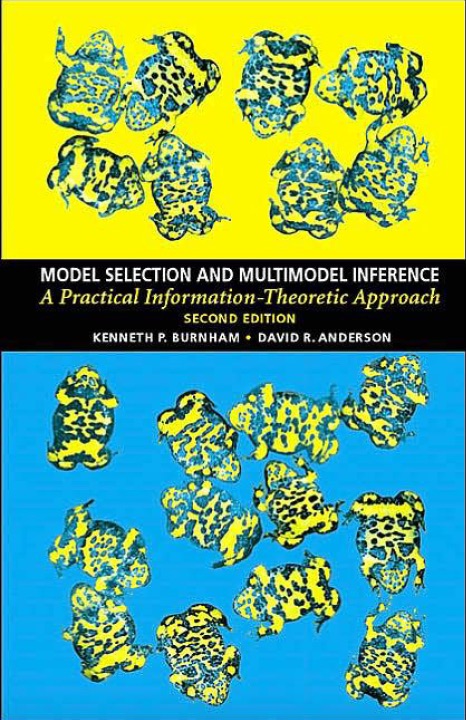 MODEL SELECTION AND MULTIMODEL INFERENCE
A Practical Information-Theoretic Approach
SECOND EDITION
KENNETH P. BURNHAM • DAVID R. ANDERSON